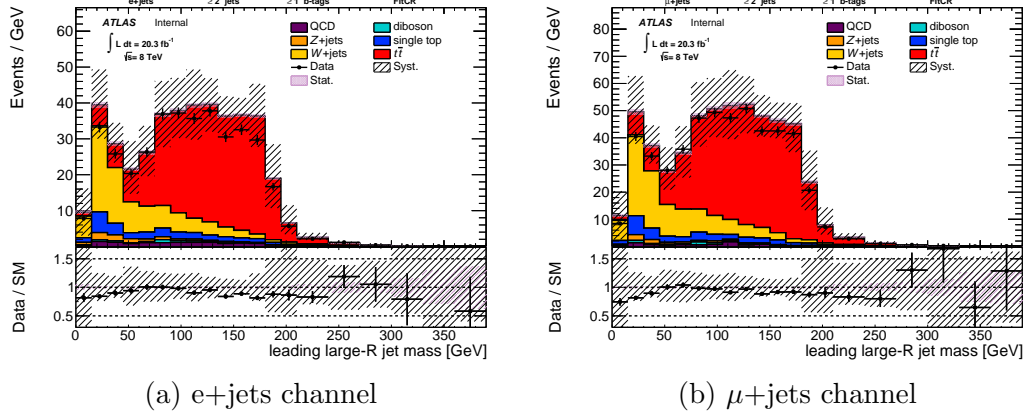 e+jets ≥2 jets ≥1 b-tags FitCR
ATLAS Internal
∫ L dt = 20.3 fb⁻¹
√s= 8 TeV
QCD
Z+jets
W+jets
Data
Stat.
diboson
single top
tt̄
Syst.
Events / GeV
60
50
40
30
20
10
Data / SM
1.5
1
0.5
0 50 100 150 200 250 300 350
leading large-R jet mass [GeV]
(a) e+jets channel
μ+jets ≥2 jets ≥1 b-tags FitCR
ATLAS Internal
∫ L dt = 20.3 fb⁻¹
√s= 8 TeV
QCD
Z+jets
W+jets
Data
Stat.
diboson
single top
tt̄
Syst.
Events / GeV
80
70
60
50
40
30
20
10
Data / SM
1.5
1
0.5
0 50 100 150 200 250 300 350
leading large-R jet mass [GeV]
(b) μ+jets channel